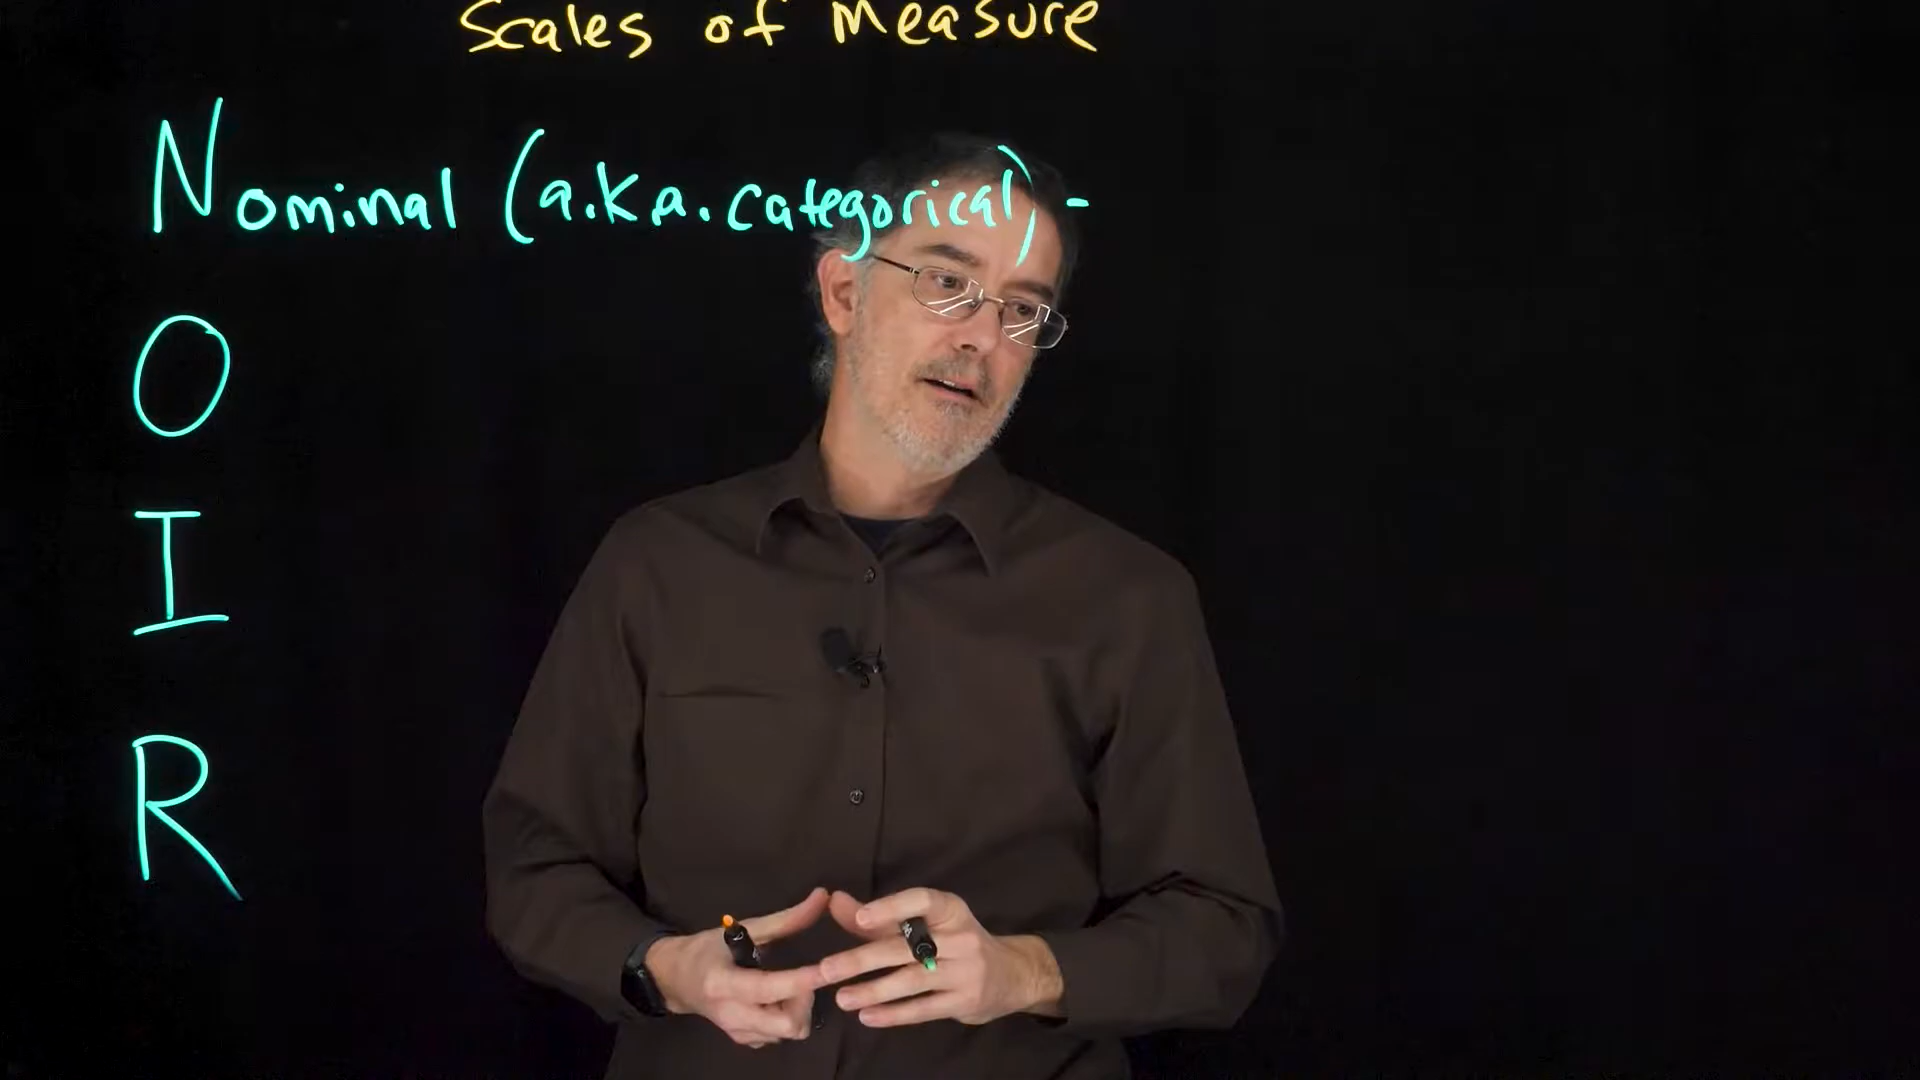 Scales of Measure
Nominal (a.k.a. categorical) -
O
I
R